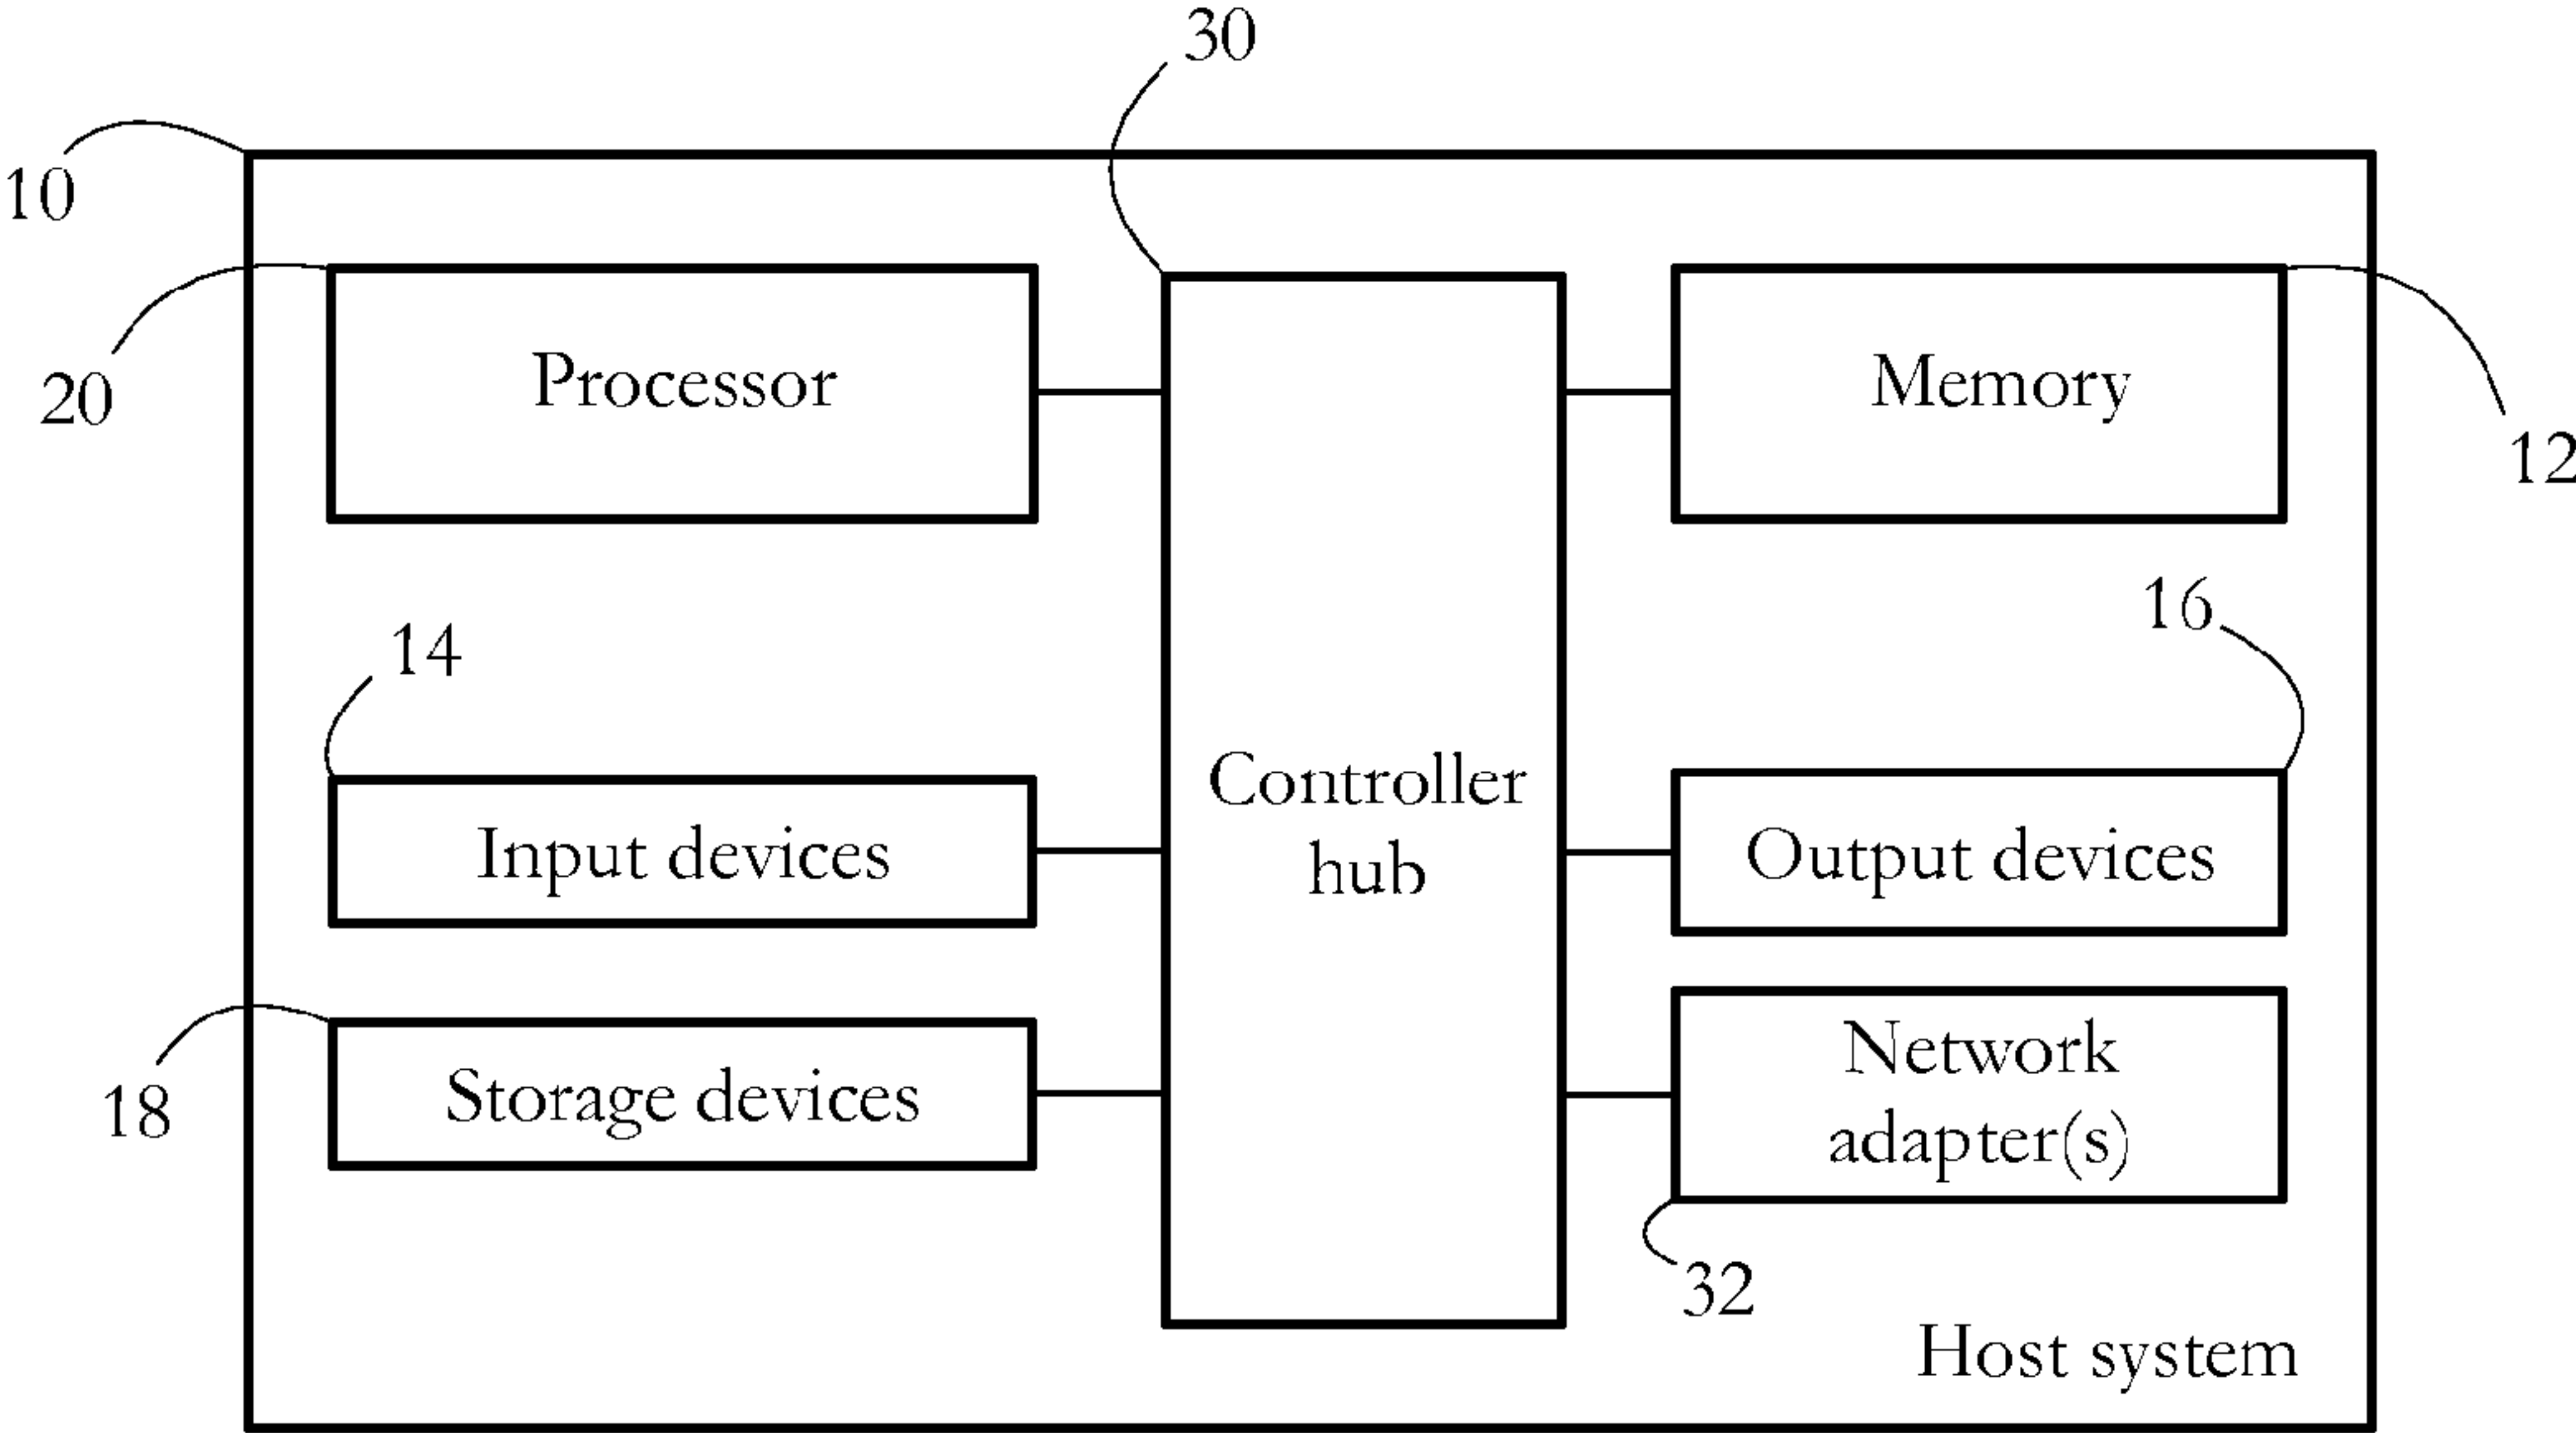 30
10
20
Processor
Memory
12
14
16
Controller
hub
Input devices
Output devices
18
Storage devices
Network
adapter(s)
32
Host system